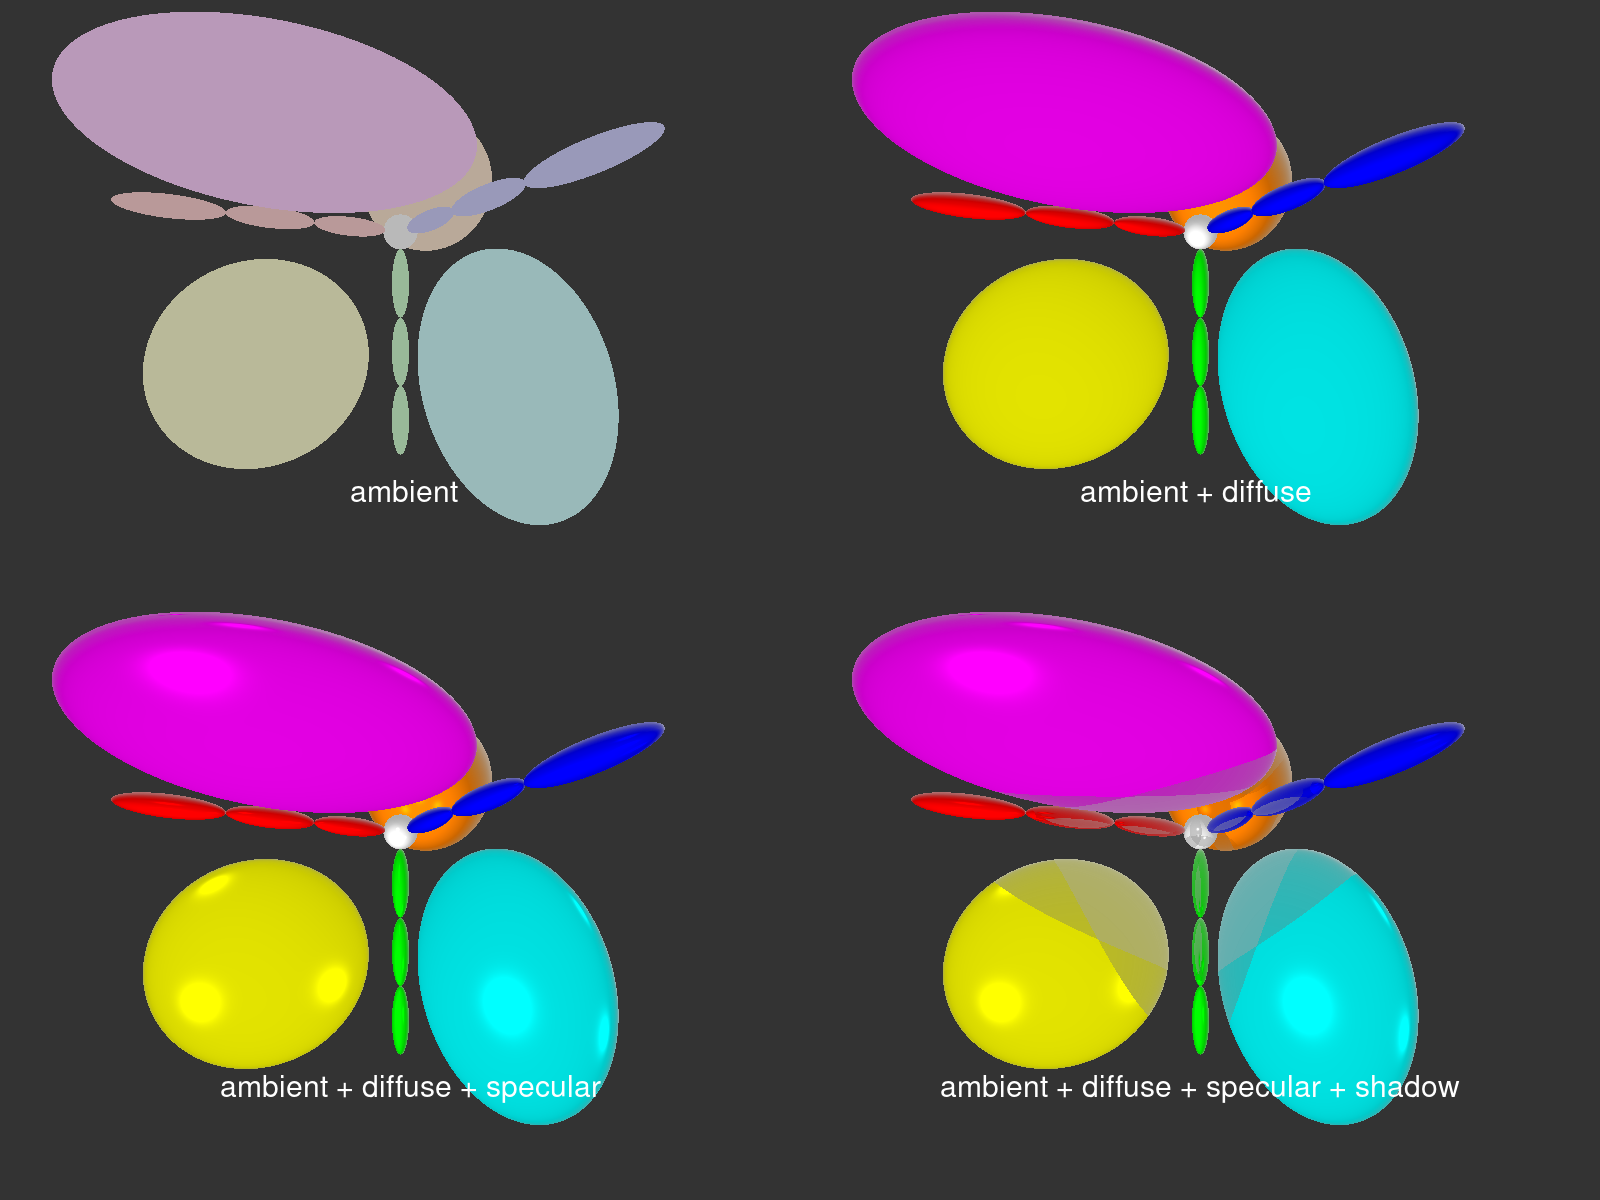 ambient
ambient + diffuse
ambient + diffuse + specular
ambient + diffuse + specular + shadow